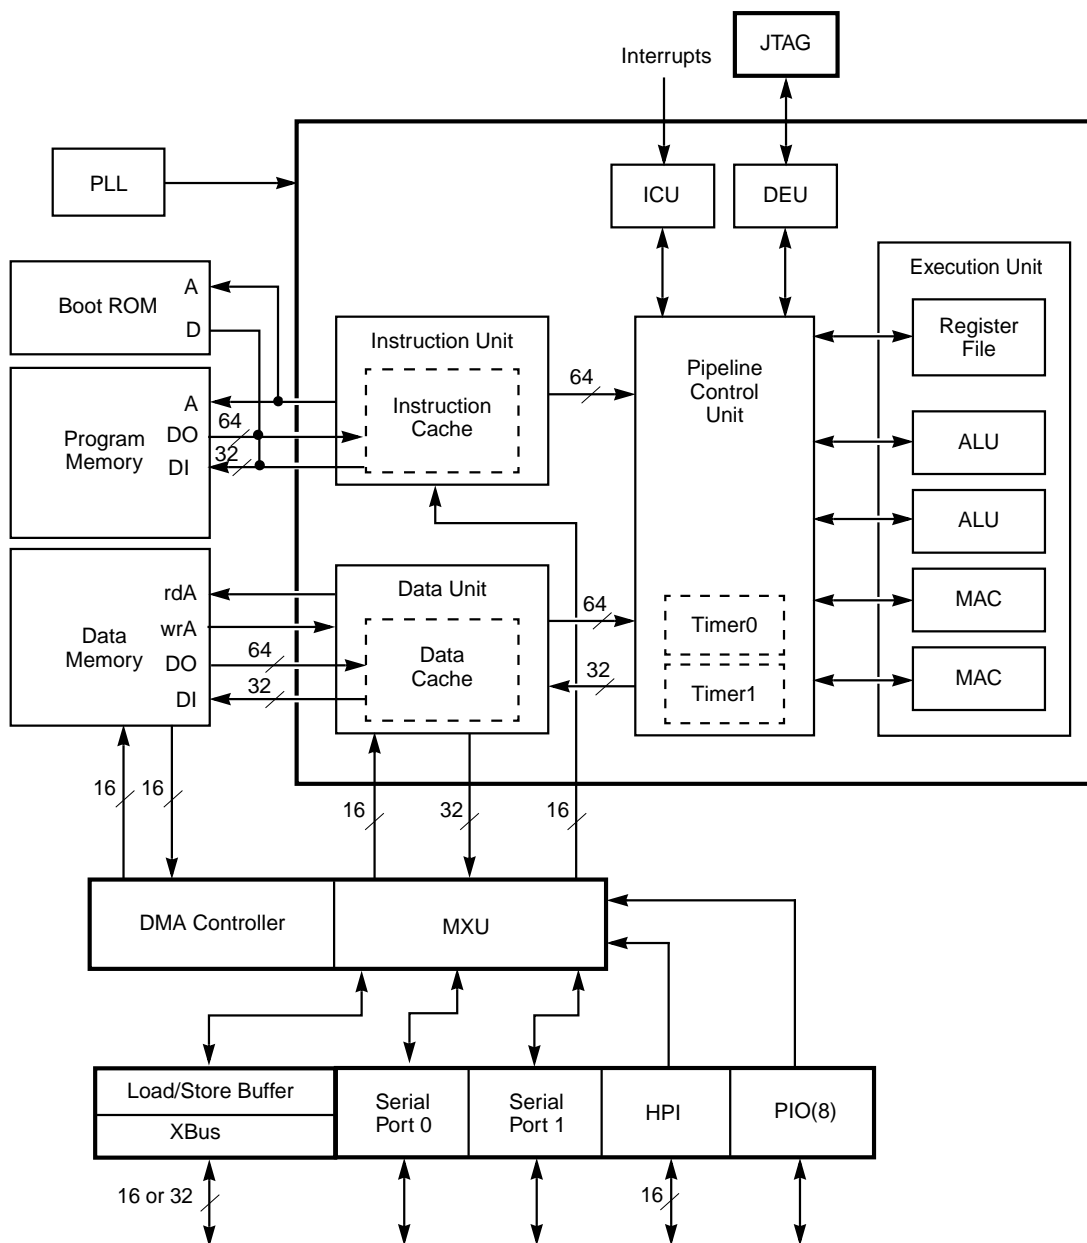 JTAG
Interrupts
PLL
ICU
DEU
Execution Unit
Boot ROM
A
D
Instruction Unit
Instruction
Cache
64
Pipeline
Control
Unit
Register
File
Program
Memory
A
DO
DI
64
32
ALU
ALU
Data
Memory
rdA
wrA
DO
DI
64
32
Data Unit
Data
Cache
64
32
Timer0
Timer1
MAC
MAC
16
16
16
32
16
DMA Controller
MXU
Load/Store Buffer
XBus
Serial
Port 0
Serial
Port 1
HPI
PIO(8)
16 or 32
16